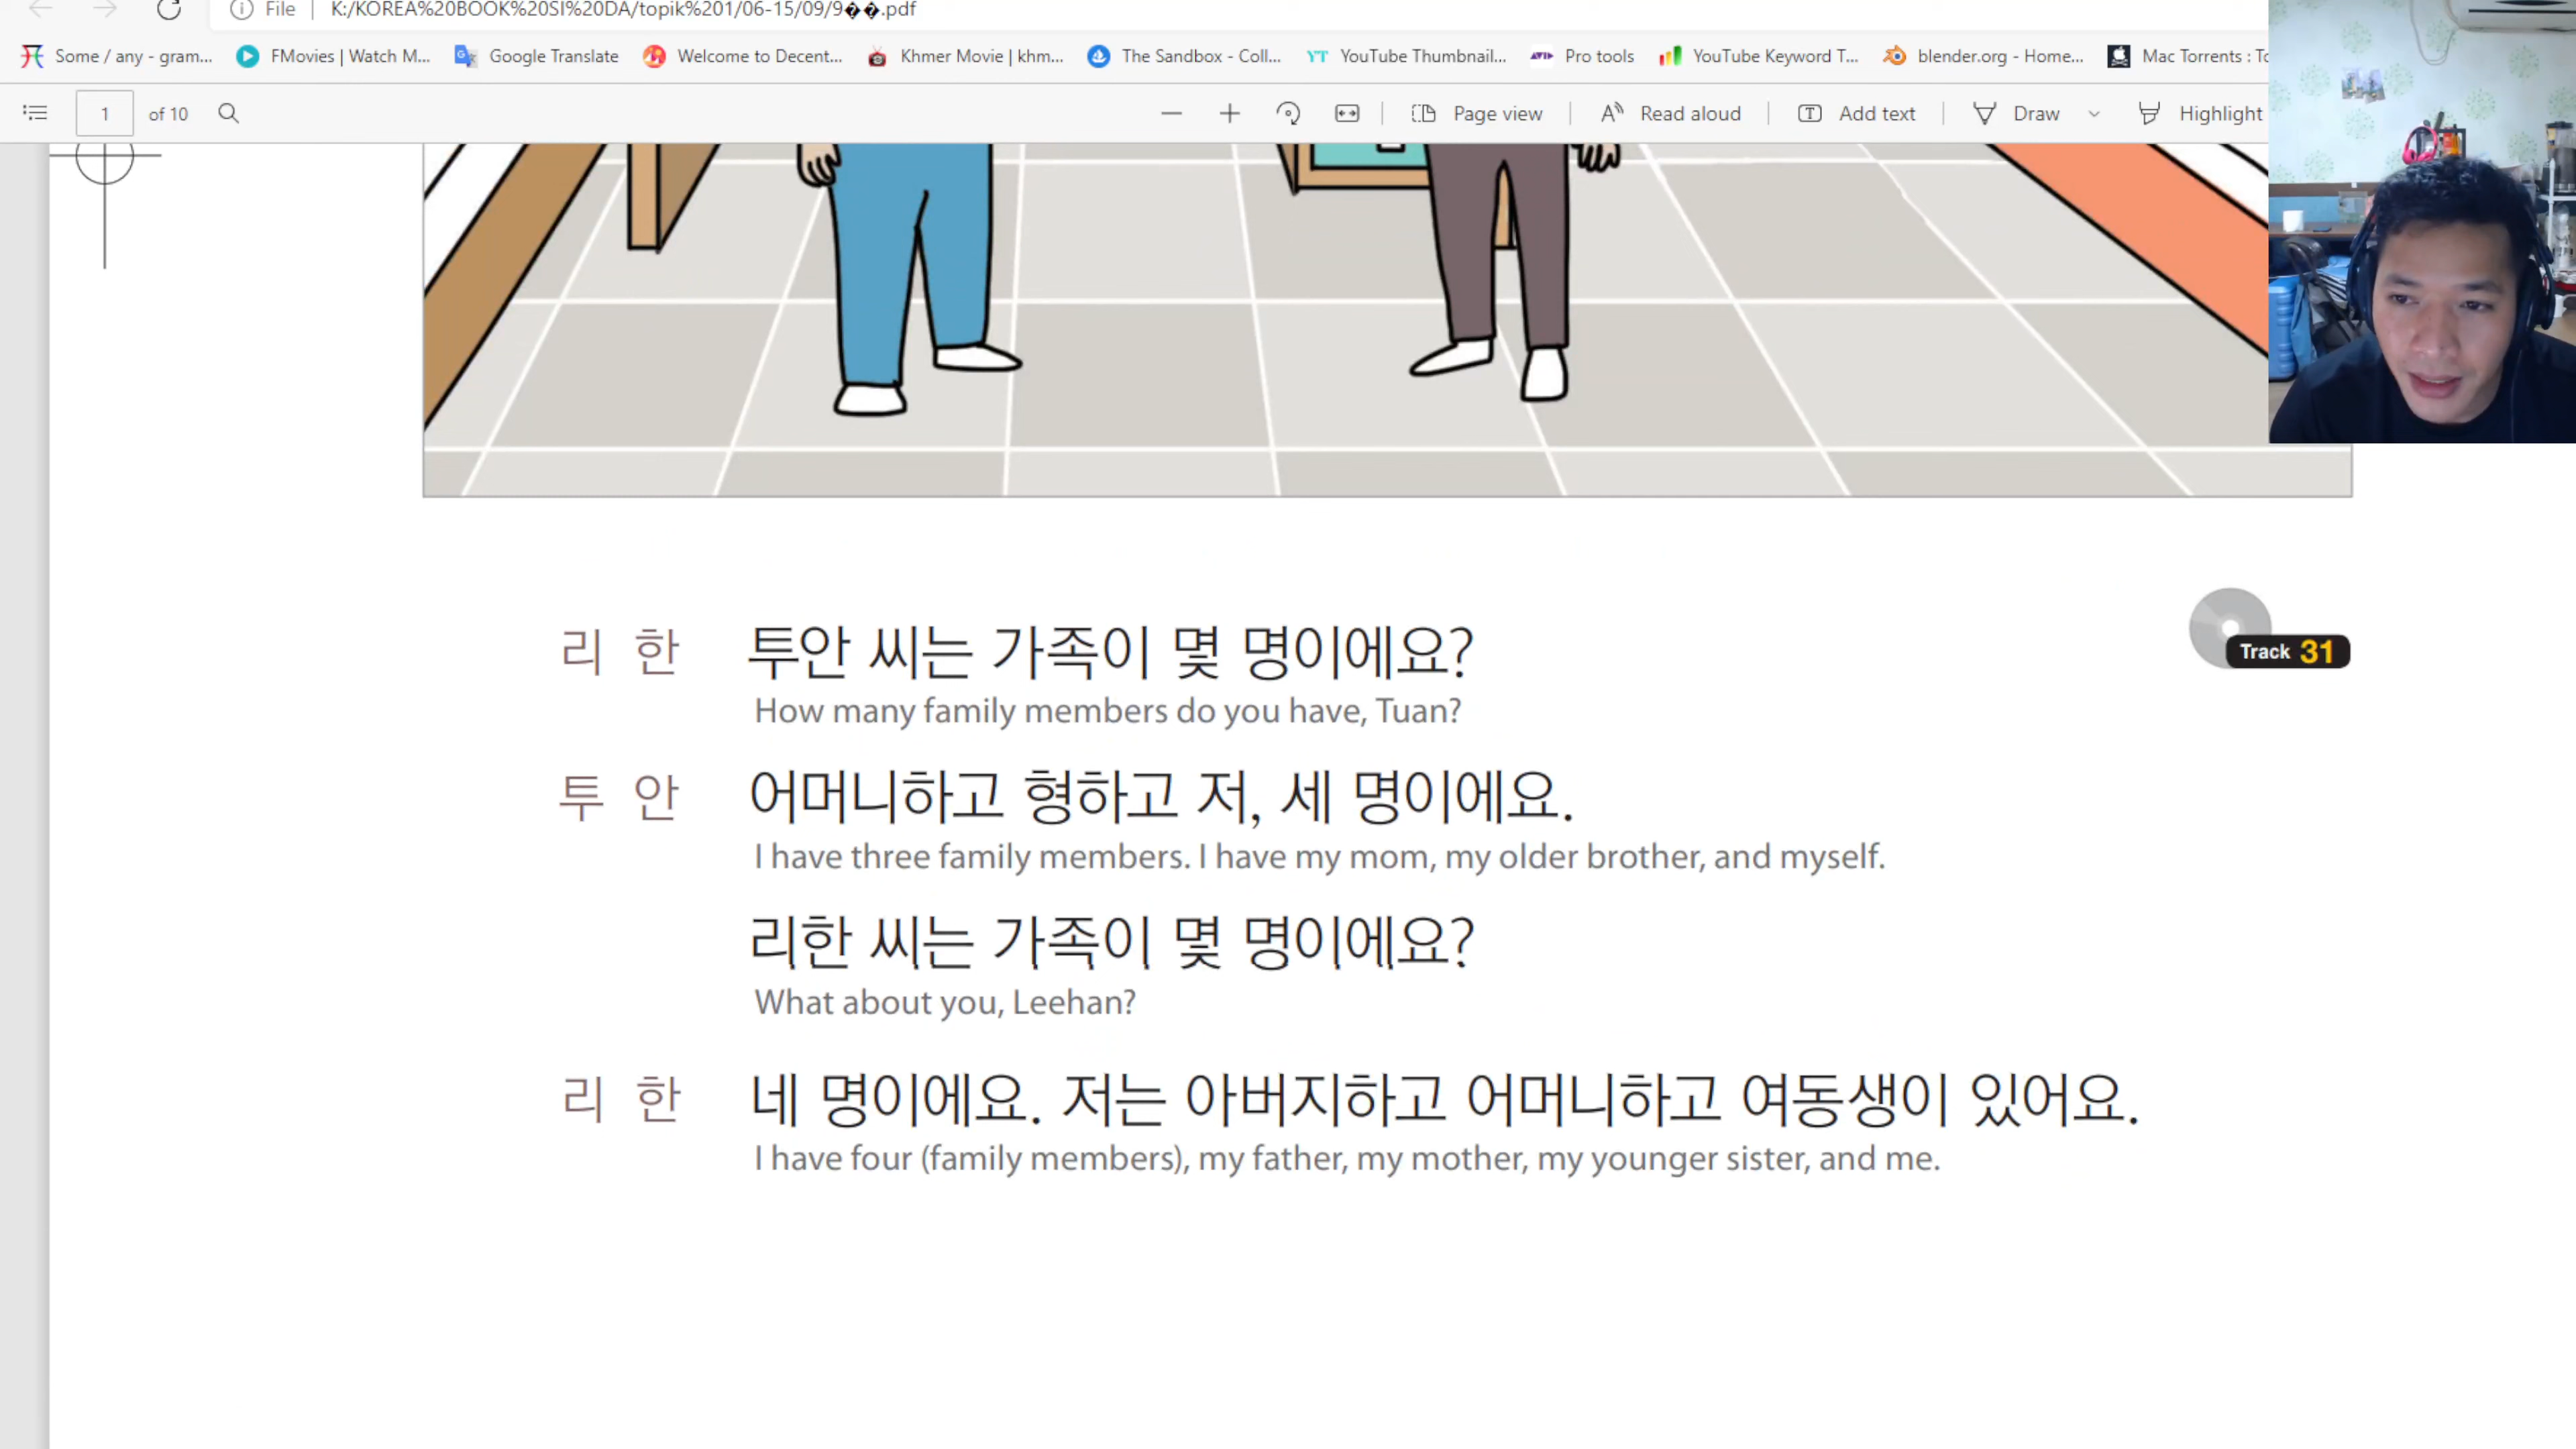 File | K:/KOREA%20BOOK%20SI%20DA/topik%201/06-15/09/9��.pdf
Some / any - gram... FMovies | Watch M... Google Translate Welcome to Decent... Khmer Movie | khm... The Sandbox - Coll... YT YouTube Thumbnail... AVID Pro tools YouTube Keyword T... blender.org - Home... Mac Torrents : To
1 of 10 Page view Read aloud Add text Draw Highlight
리 한 투안 씨는 가족이 몇 명이에요? Track 31
How many family members do you have, Tuan?
투 안 어머니하고 형하고 저, 세 명이에요.
I have three family members. I have my mom, my older brother, and myself.
리한 씨는 가족이 몇 명이에요?
What about you, Leehan?
리 한 네 명이에요. 저는 아버지하고 어머니하고 여동생이 있어요.
I have four (family members), my father, my mother, my younger sister, and me.